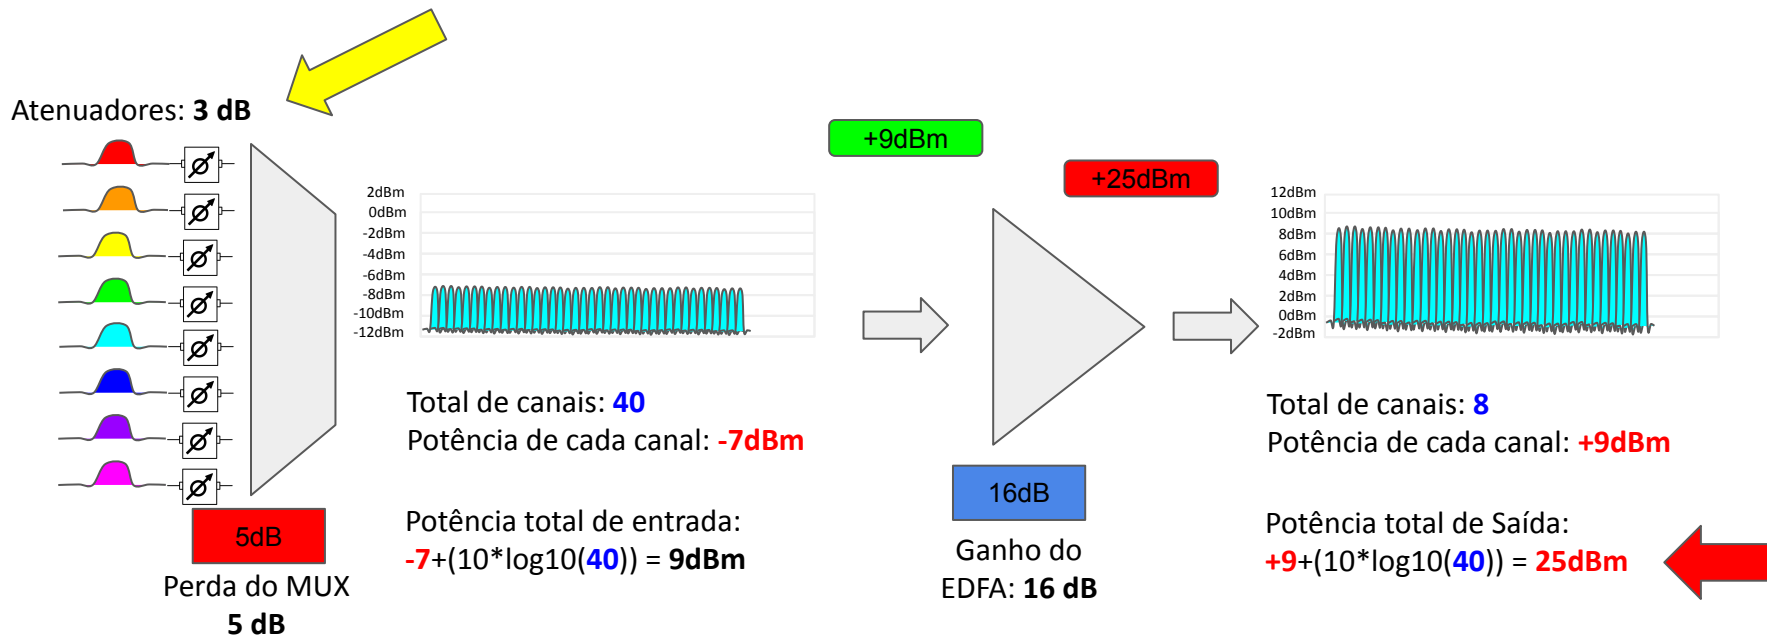 Atenuadores: 3 dB
5dB
Perda do MUX
5 dB
2dBm
0dBm
-2dBm
-4dBm
-6dBm
-8dBm
-10dBm
-12dBm
Total de canais: 40
Potência de cada canal: -7dBm
Potência total de entrada:
-7+(10*log10(40)) = 9dBm
+9dBm
+25dBm
16dB
Ganho do
EDFA: 16 dB
12dBm
10dBm
8dBm
6dBm
4dBm
2dBm
0dBm
-2dBm
Total de canais: 8
Potência de cada canal: +9dBm
Potência total de Saída:
+9+(10*log10(40)) = 25dBm